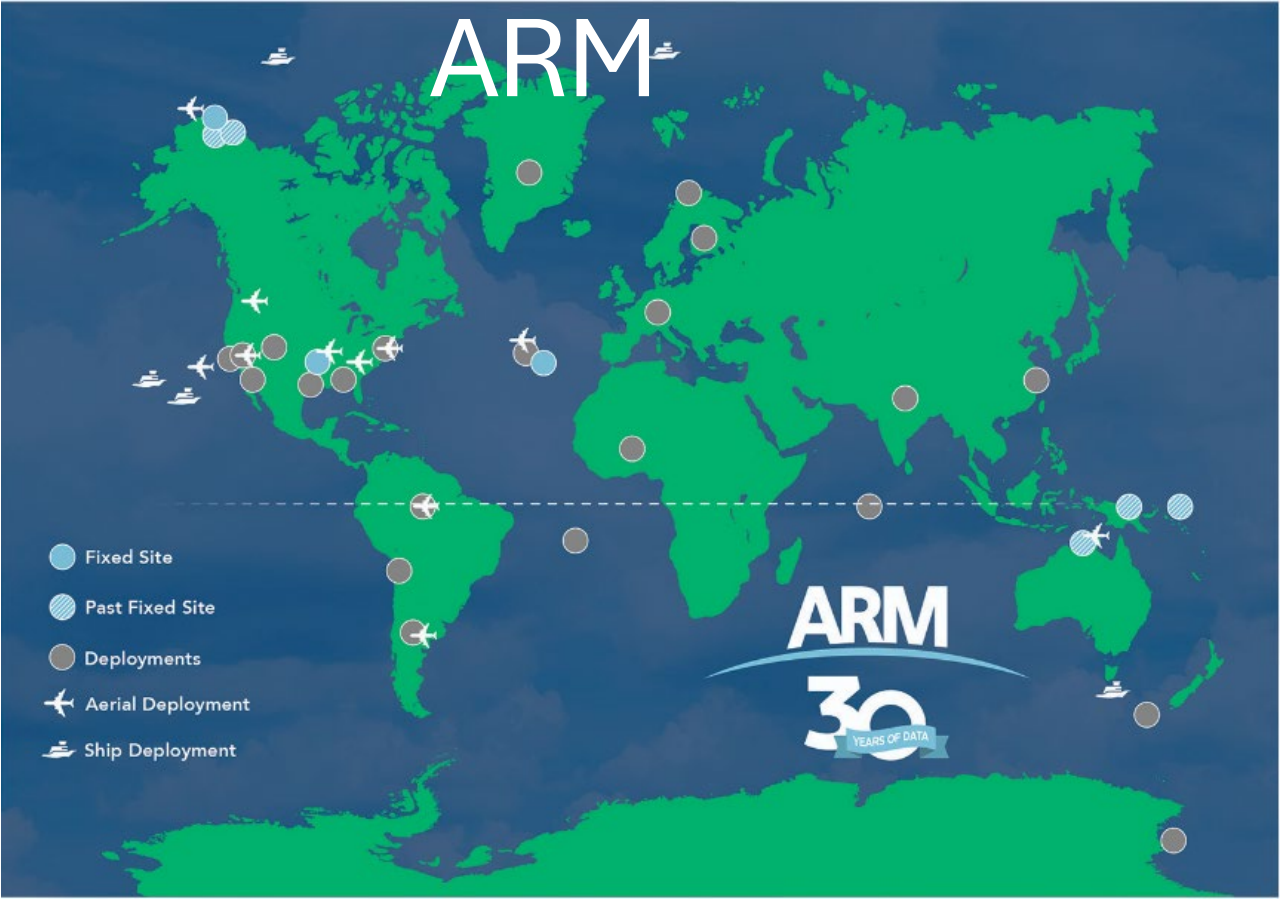 ARM
Fixed Site
Past Fixed Site
Deployments
Aerial Deployment
Ship Deployment
ARM
30
YEARS OF DATA